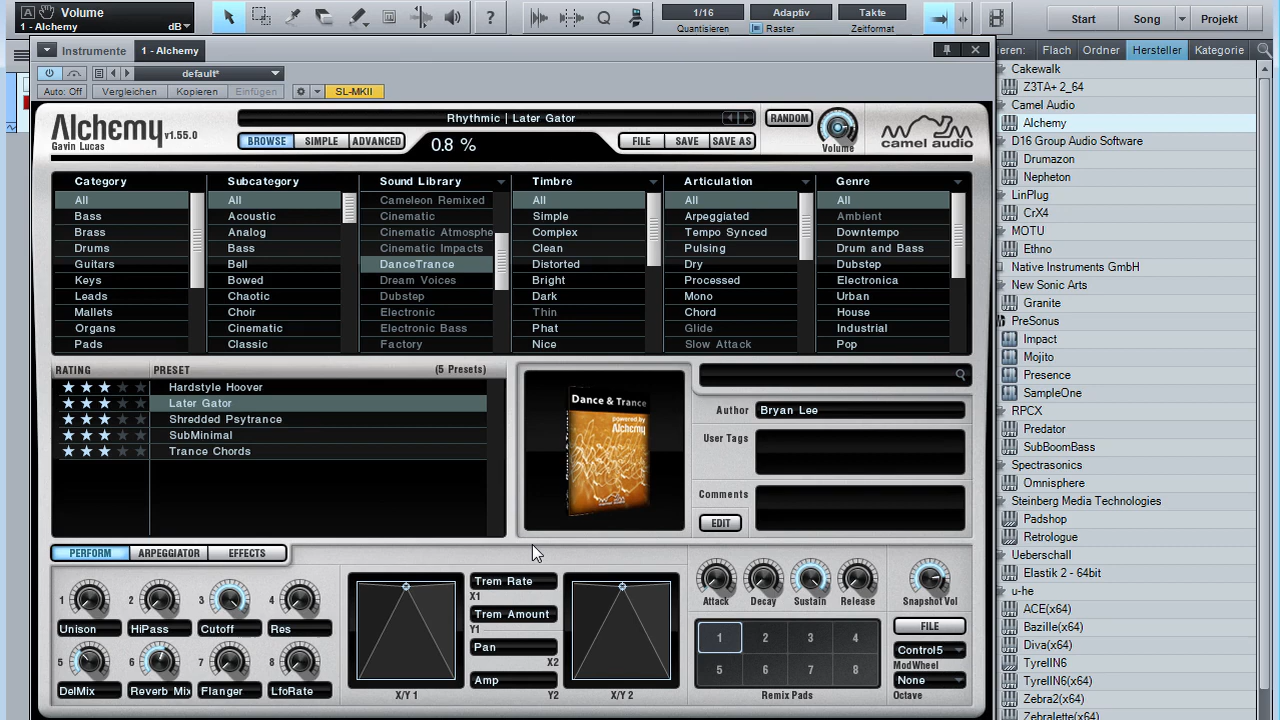 A Volume
1 - Alchemy dB
?
1/16 Adaptiv Takte
Quantisieren Raster Zeitformat
Start Song Projekt
Instrumente 1 - Alchemy
ieren: Flach Ordner Hersteller Kategorie
default*
Auto: Off Vergleichen Kopieren Einfügen SL-MKII
Alchemy v1.55.0
Gavin Lucas
Rhythmic | Later Gator
BROWSE SIMPLE ADVANCED
0.8 %
FILE SAVE SAVE AS
RANDOM
Volume
camel audio
Category Subcategory Sound Library Timbre Articulation Genre
All All Cameleon Remixed All All All
Bass Acoustic Cinematic Simple Arpeggiated Ambient
Brass Analog Cinematic Atmosphe Complex Tempo Synced Downtempo
Drums Bass Cinematic Impacts Clean Pulsing Drum and Bass
Guitars Bell DanceTrance Distorted Dry Dubstep
Keys Bowed Dream Voices Bright Processed Electronica
Leads Chaotic Dubstep Dark Mono Urban
Mallets Choir Electronic Thin Chord House
Organs Cinematic Electronic Bass Phat Glide Industrial
Pads Classic Factory Nice Slow Attack Pop
RATING PRESET (5 Presets)
Hardstyle Hoover
Later Gator
Shredded Psytrance
SubMinimal
Trance Chords
Dance & Trance
powered by
Alchemy
Author Bryan Lee
User Tags
Comments
EDIT
PERFORM ARPEGGIATOR EFFECTS
1 2 3 4
Unison HiPass Cutoff Res
5 6 7 8
DelMix Reverb Mix Flanger LfoRate
X/Y 1
Trem Rate
X1
Trem Amount
Y1
Pan
X2
Amp
Y2
X/Y 2
Attack Decay Sustain Release
1 2 3 4
5 6 7 8
Remix Pads
Snapshot Vol
FILE
Control5
ModWheel
None
Octave
Cakewalk
Z3TA+ 2_64
Camel Audio
Alchemy
D16 Group Audio Software
Drumazon
Nepheton
LinPlug
CrX4
MOTU
Ethno
Native Instruments GmbH
New Sonic Arts
Granite
PreSonus
Impact
Mojito
Presence
SampleOne
RPCX
Predator
SubBoomBass
Spectrasonics
Omnisphere
Steinberg Media Technologies
Padshop
Retrologue
Ueberschall
Elastik 2 - 64bit
u-he
ACE(x64)
Bazille(x64)
Diva(x64)
TyrelIN6
TyrelIN6(x64)
Zebra2(x64)
Zebralette(x64)